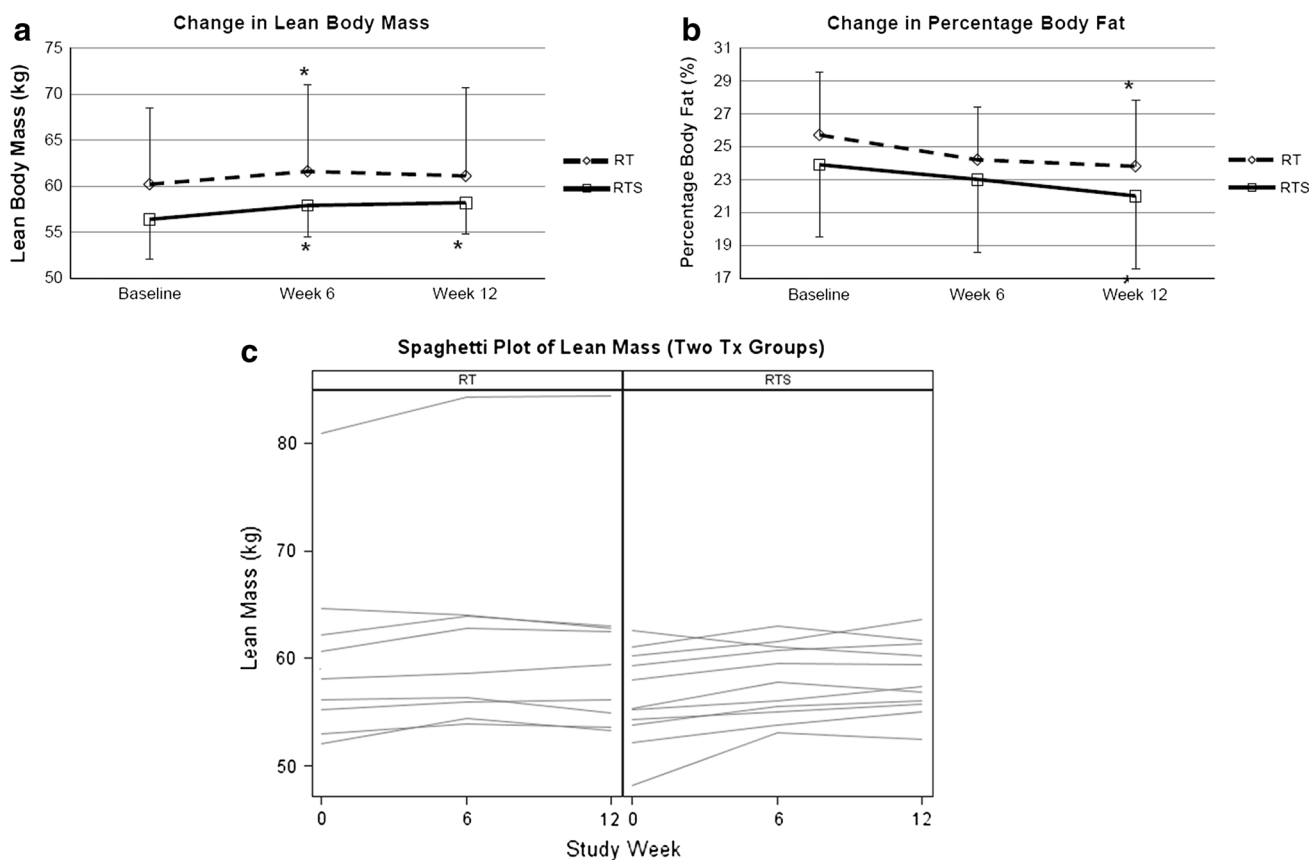 a
Change in Lean Body Mass
Lean Body Mass (kg)
75
70
65
60
55
50
*
*
*
Baseline Week 6 Week 12
RT
RTS
b
Change in Percentage Body Fat
Percentage Body Fat (%)
31
29
27
25
23
21
19
17
*
Baseline Week 6 Week 12
RT
RTS
c
Spaghetti Plot of Lean Mass (Two Tx Groups)
RT RTS
Lean Mass (kg)
80
70
60
50
0 6 12 0 6 12
Study Week